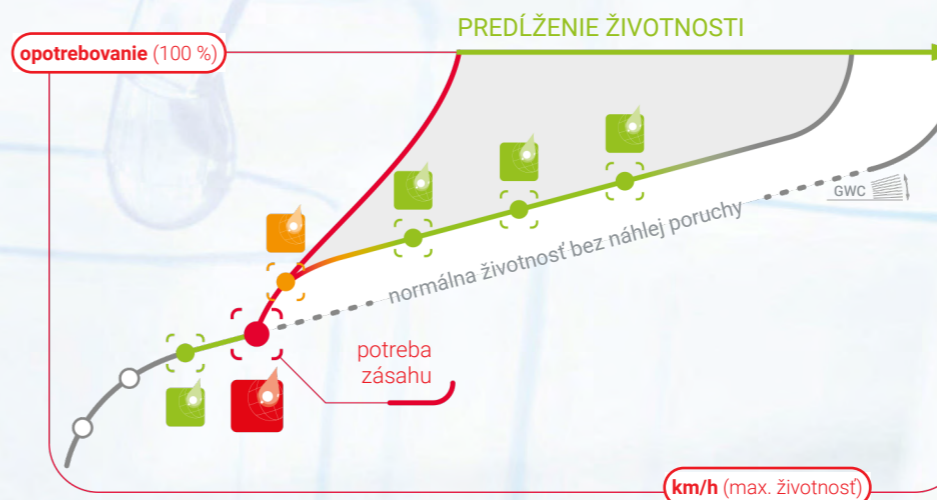 PREDĹŽENIE ŽIVOTNOSTI
opotrebovanie (100 %)
GWC
normálna životnosť bez náhlej poruchy
potreba
zásahu
km/h (max. životnosť)